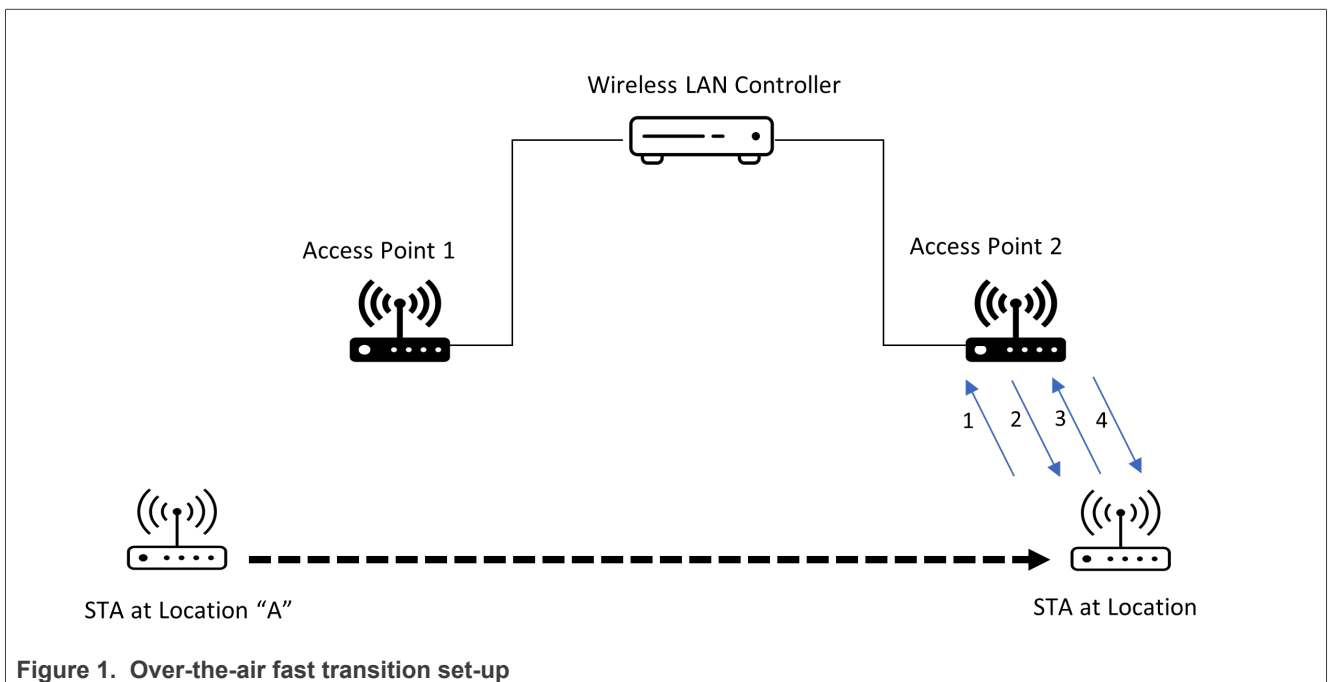 Wireless LAN Controller
Access Point 1
Access Point 2
1
2
3
4
STA at Location “A”
STA at Location
Figure 1. Over-the-air fast transition set-up